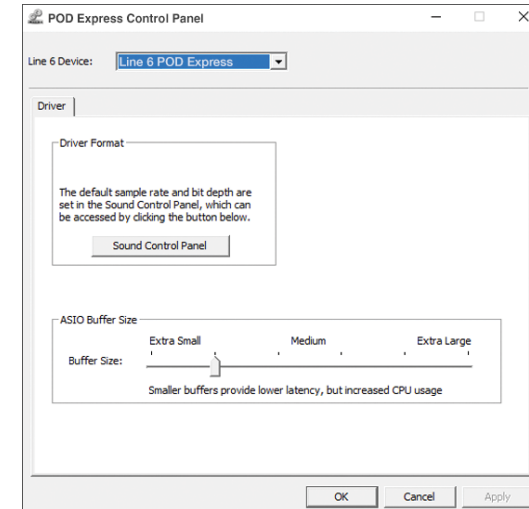 POD Express Control Panel
Line 6 Device: Line 6 POD Express
Driver
Driver Format
The default sample rate and bit depth are
set in the Sound Control Panel, which can
be accessed by clicking the button below.
Sound Control Panel
ASIO Buffer Size
Extra Small Medium Extra Large
Buffer Size:
Smaller buffers provide lower latency, but increased CPU usage
OK Cancel Apply